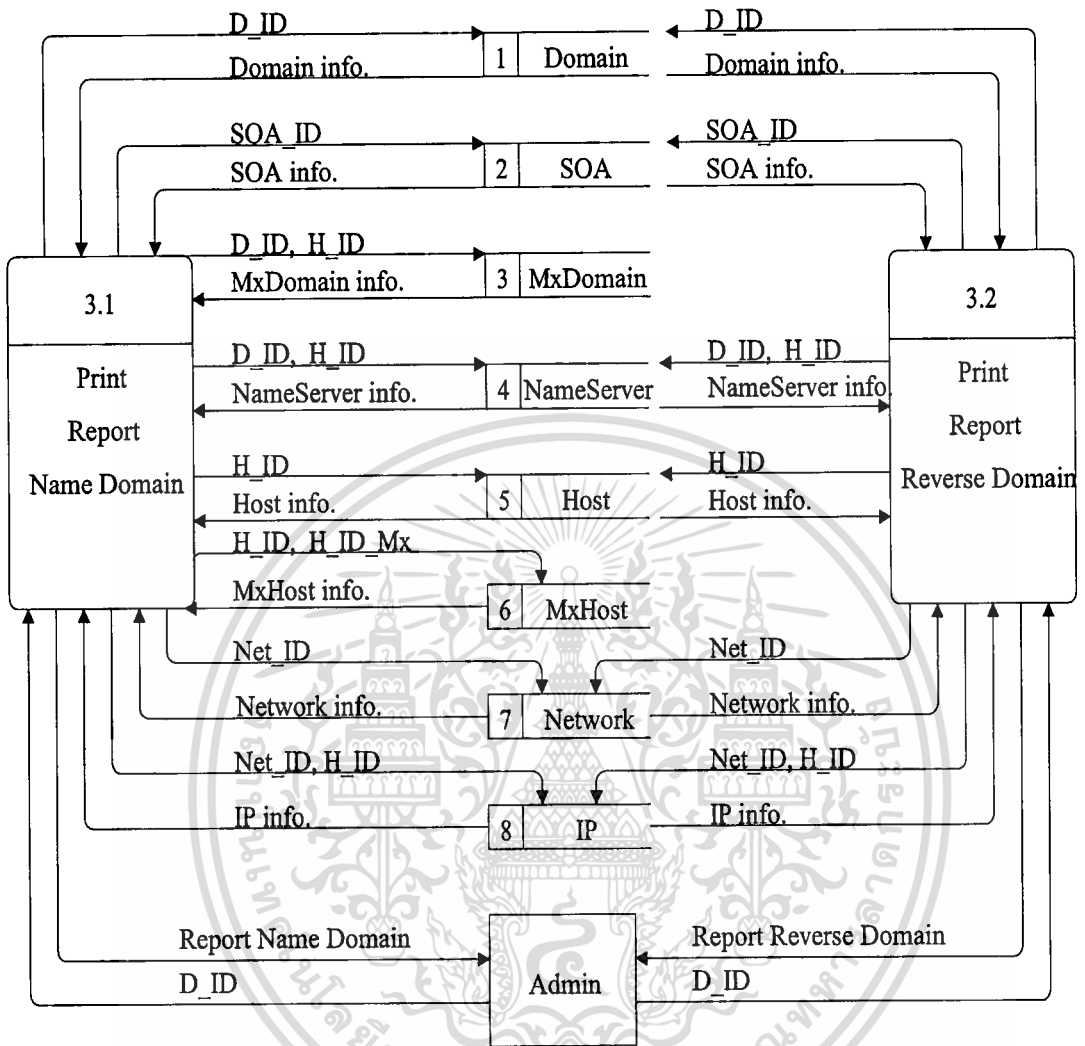 D_ID D_ID
1 Domain
Domain info. Domain info.
SOA_ID SOA_ID
2 SOA
SOA info. SOA info.
D_ID, H_ID
3 MxDomain
MxDomain info.
3.1
Print
Report
Name Domain
3.2
Print
Report
Reverse Domain
D_ID, H_ID D_ID, H_ID
4 NameServer
NameServer info. NameServer info.
H_ID H_ID
5 Host
Host info. Host info.
H_ID, H_ID_Mx
MxHost info.
6 MxHost
Net_ID Net_ID
Network info. Network info.
7 Network
Net_ID, H_ID Net_ID, H_ID
IP info. IP info.
8 IP
Report Name Domain Report Reverse Domain
D_ID D_ID
Admin